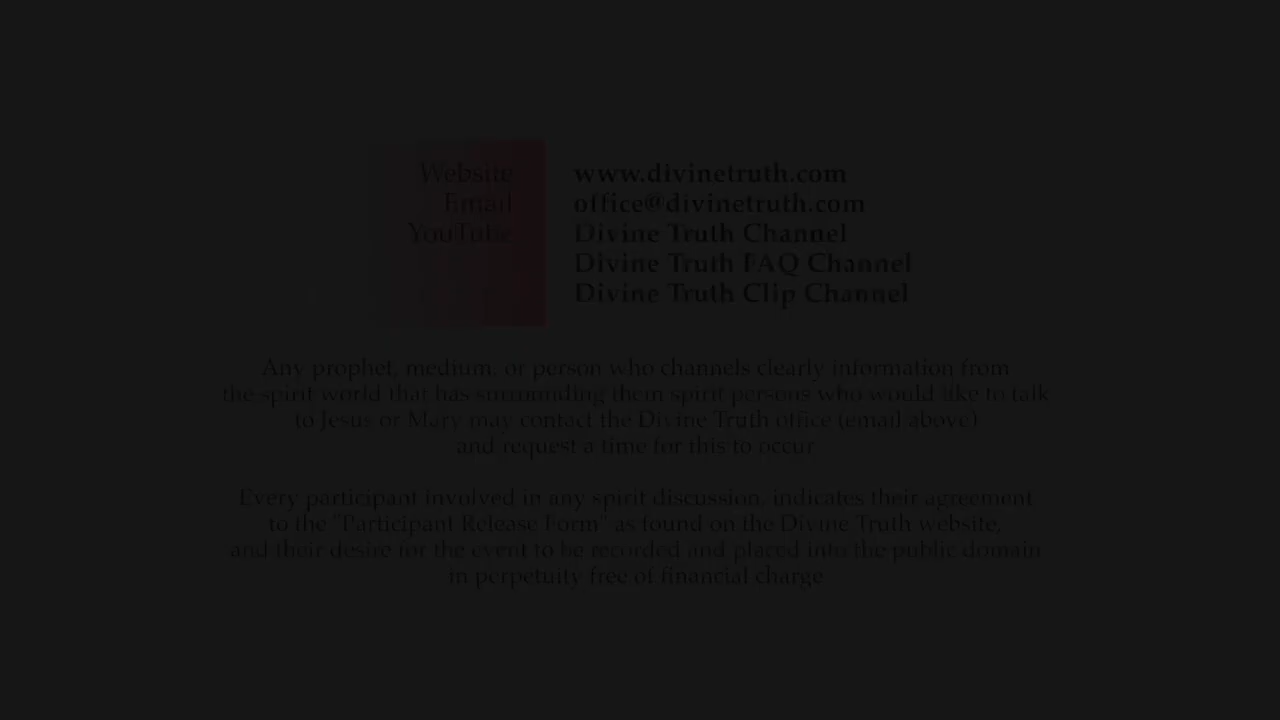 Website www.divinetruth.com
Email office@divinetruth.com
YouTube Divine Truth Channel
Divine Truth FAQ Channel
Divine Truth Clip Channel
Any prophet, medium, or person who channels clearly information from
the spirit world that has surrounding them spirit persons who would like to talk
to Jesus or Mary may contact the Divine Truth office (email above)
and request a time for this to occur
Every participant involved in any spirit discussion, indicates their agreement
to the "Participant Release Form" as found on the Divine Truth website,
and their desire for the event to be recorded and placed into the public domain
in perpetuity free of financial charge